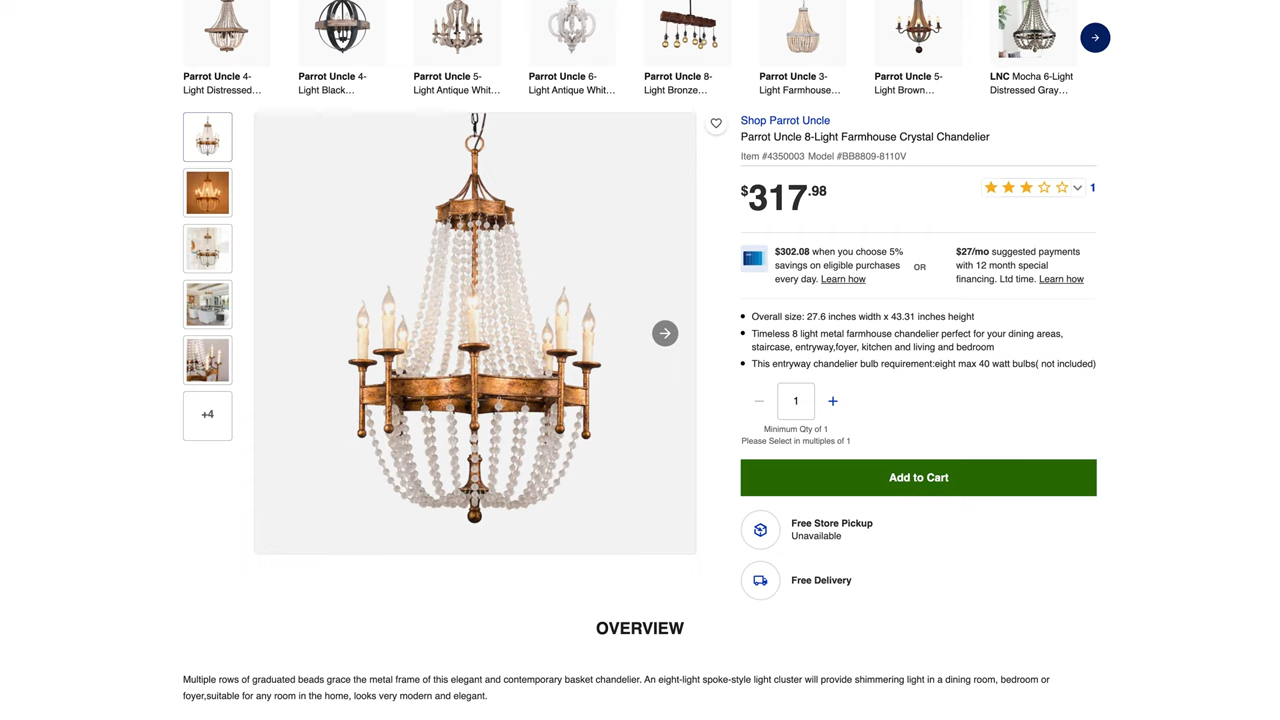 Parrot Uncle 4-
Light Distressed…
Parrot Uncle 4-
Light Black…
Parrot Uncle 5-
Light Antique Whit…
Parrot Uncle 6-
Light Antique Whit…
Parrot Uncle 8-
Light Bronze…
Parrot Uncle 3-
Light Farmhouse…
Parrot Uncle 5-
Light Brown…
LNC Mocha 6-Light
Distressed Gray…
Shop Parrot Uncle
Parrot Uncle 8-Light Farmhouse Crystal Chandelier
Item #4350003 Model #BB8809-8110V
$317.98
1
$302.08 when you choose 5%
savings on eligible purchases
every day. Learn how
OR
$27/mo suggested payments
with 12 month special
financing. Ltd time. Learn how
Overall size: 27.6 inches width x 43.31 inches height
Timeless 8 light metal farmhouse chandelier perfect for your dining areas,
staircase, entryway,foyer, kitchen and living and bedroom
This entryway chandelier bulb requirement:eight max 40 watt bulbs( not included)
+4
1
Minimum Qty of 1
Please Select in multiples of 1
Add to Cart
Free Store Pickup
Unavailable
Free Delivery
OVERVIEW
Multiple rows of graduated beads grace the metal frame of this elegant and contemporary basket chandelier. An eight-light spoke-style light cluster will provide shimmering light in a dining room, bedroom or
foyer,suitable for any room in the home, looks very modern and elegant.